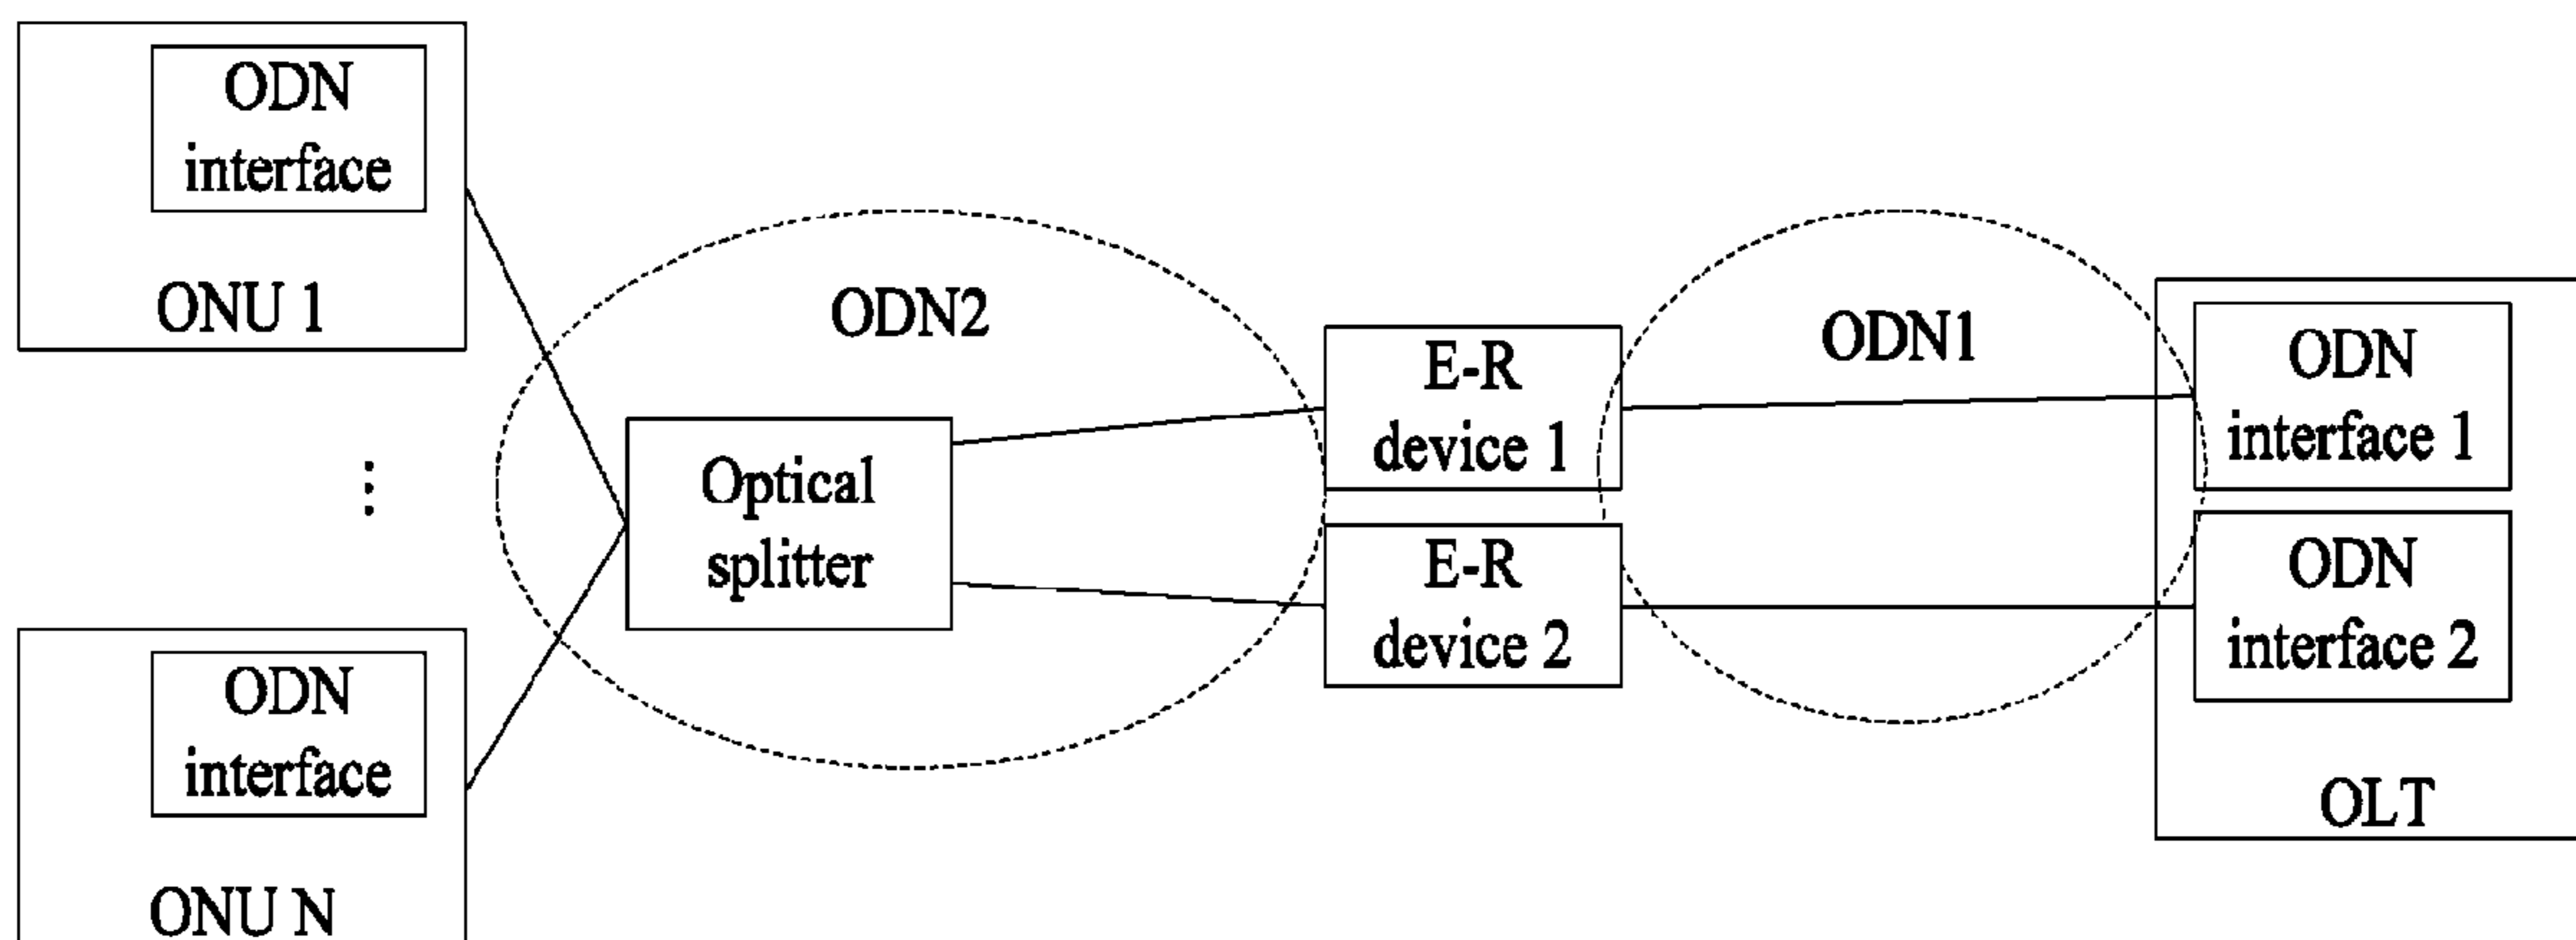 ODN
interface
ONU 1
⋮
ODN
interface
ONU N
ODN2
Optical
splitter
E-R
device 1
E-R
device 2
ODN1
ODN
interface 1
ODN
interface 2
OLT